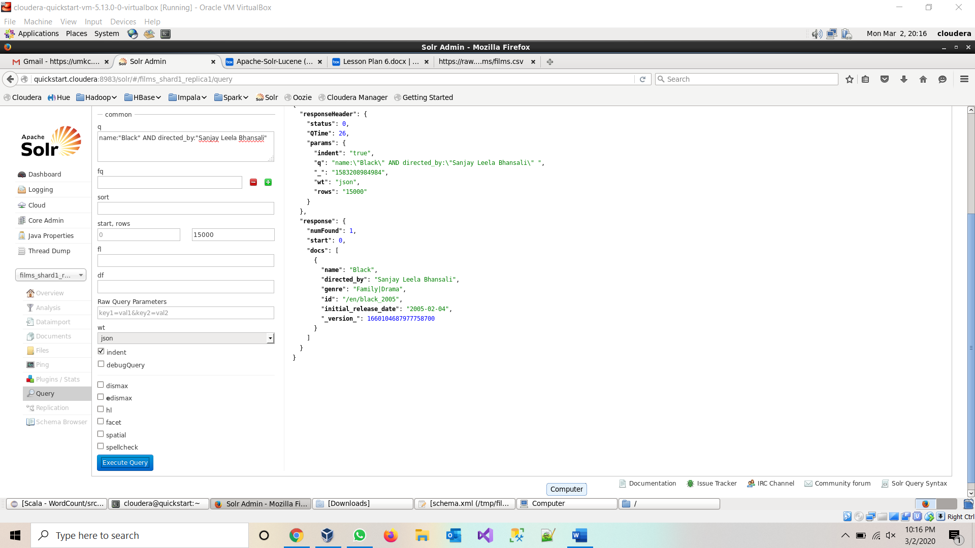 cloudera-quickstart-vm-5.13.0-0-virtualbox [Running] - Oracle VM VirtualBox
File Machine View Input Devices Help
Applications Places System Mon Mar 2, 20:16 cloudera
Solr Admin - Mozilla Firefox
Gmail - https://umkc.... Solr Admin Apache-Solr-Lucene (... Lesson Plan 6.docx | ... https://raw....ms/films.csv
quickstart.cloudera:8983/solr/#/films_shard1_replica1/query Search
Cloudera Hue Hadoop HBase Impala Spark Solr Oozie Cloudera Manager Getting Started
Apache
Solr
Dashboard
Logging
Cloud
Core Admin
Java Properties
Thread Dump
films_shard1_r...
Overview
Analysis
Dataimport
Documents
Files
Ping
Plugins / Stats
Query
Replication
Schema Browser
common
q
name:"Black" AND directed_by:"Sanjay Leela Bhansali"
fq
sort
start, rows
0 15000
fl
df
Raw Query Parameters
key1=val1&key2=val2
wt
json
indent
debugQuery
dismax
edismax
hl
facet
spatial
spellcheck
Execute Query
"responseHeader": {
"status": 0,
"QTime": 26,
"params": {
"indent": "true",
"q": "name:\"Black\" AND directed_by:\"Sanjay Leela Bhansali\" ",
"_": "1583208984984",
"wt": "json",
"rows": "15000"
}
},
"response": {
"numFound": 1,
"start": 0,
"docs": [
{
"name": "Black",
"directed_by": "Sanjay Leela Bhansali",
"genre": "Family|Drama",
"id": "/en/black_2005",
"initial_release_date": "2005-02-04",
"_version_": 1660104687977758700
}
]
}
}
Documentation Issue Tracker IRC Channel Community forum Solr Query Syntax
Computer
[Scala - WordCount/src... cloudera@quickstart:~ Solr Admin - Mozilla Fi... [Downloads] [schema.xml (/tmp/fil... Computer /
Right Ctrl
Type here to search
10:16 PM
3/2/2020
1